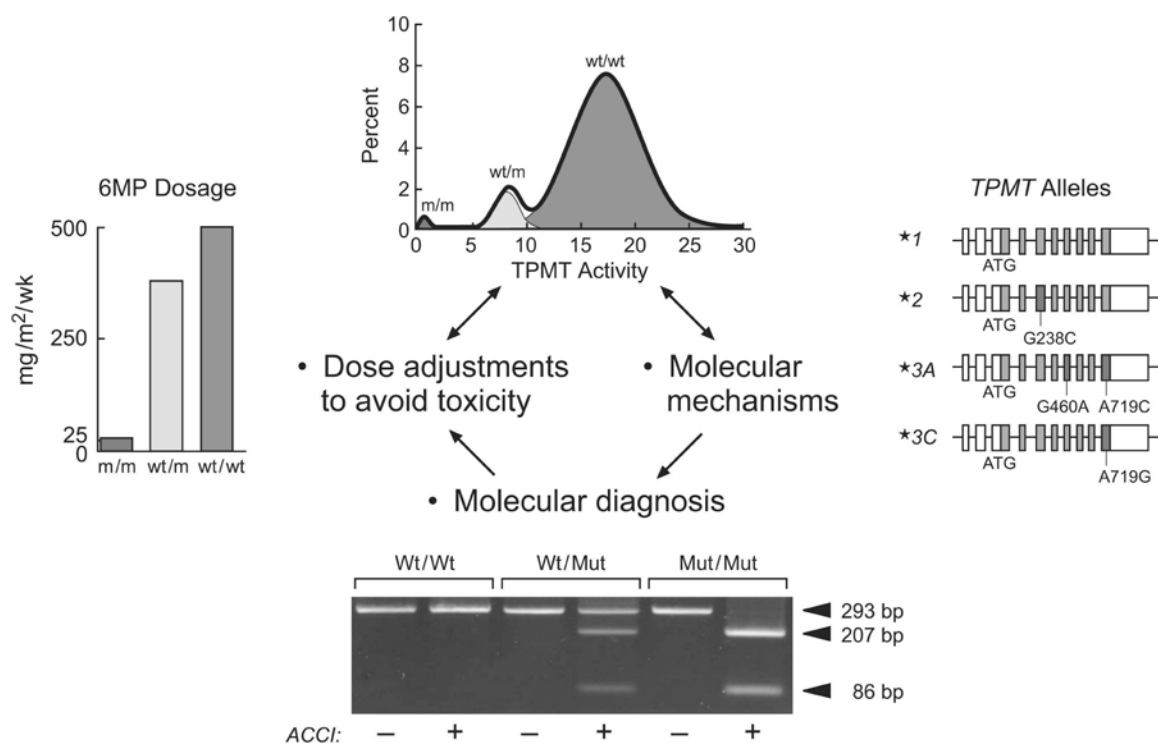 10
8
6
4
2
0
Percent
wt/wt
wt/m
m/m
0 5 10 15 20 25 30
TPMT Activity
6MP Dosage
500
250
25
0
mg/m²/wk
m/m wt/m wt/wt
• Dose adjustments
to avoid toxicity
• Molecular
mechanisms
• Molecular diagnosis
TPMT Alleles
★1
ATG
★2
ATG
G238C
★3A
ATG
G460A A719C
★3C
ATG
A719G
Wt/Wt Wt/Mut Mut/Mut
293 bp
207 bp
86 bp
ACCI: – + – + – +